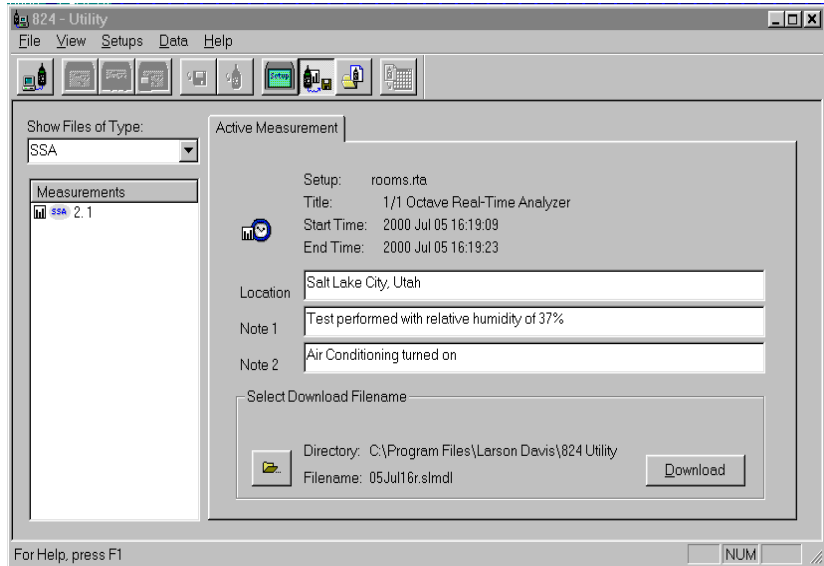 824 - Utility
File View Setups Data Help
Setup
Show Files of Type:
SSA
Measurements
SSA 2. 1
Active Measurement
Setup: rooms.rta
Title: 1/1 Octave Real-Time Analyzer
Start Time: 2000 Jul 05 16:19:09
End Time: 2000 Jul 05 16:19:23
Location Salt Lake City, Utah
Note 1 Test performed with relative humidity of 37%
Note 2 Air Conditioning turned on
Select Download Filename
Directory: C:\Program Files\Larson Davis\824 Utility
Filename: 05Jul16r.slmdl
Download
For Help, press F1
NUM